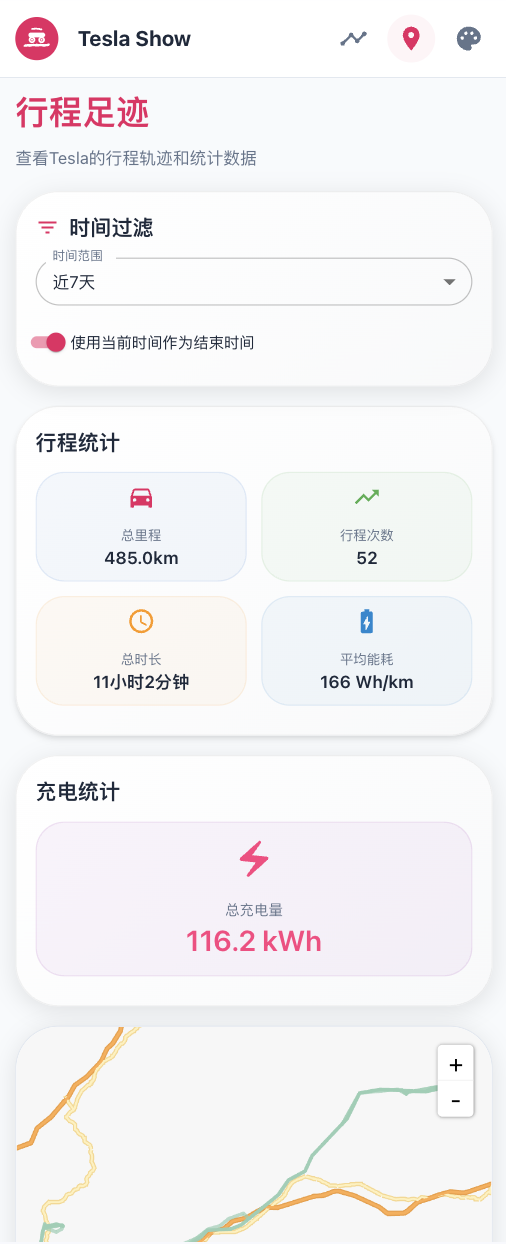 Tesla Show
行程足迹
查看Tesla的行程轨迹和统计数据
时间过滤
时间范围
近7天
使用当前时间作为结束时间
行程统计
总里程
485.0km
行程次数
52
总时长
11小时2分钟
平均能耗
166 Wh/km
充电统计
总充电量
116.2 kWh
+
-